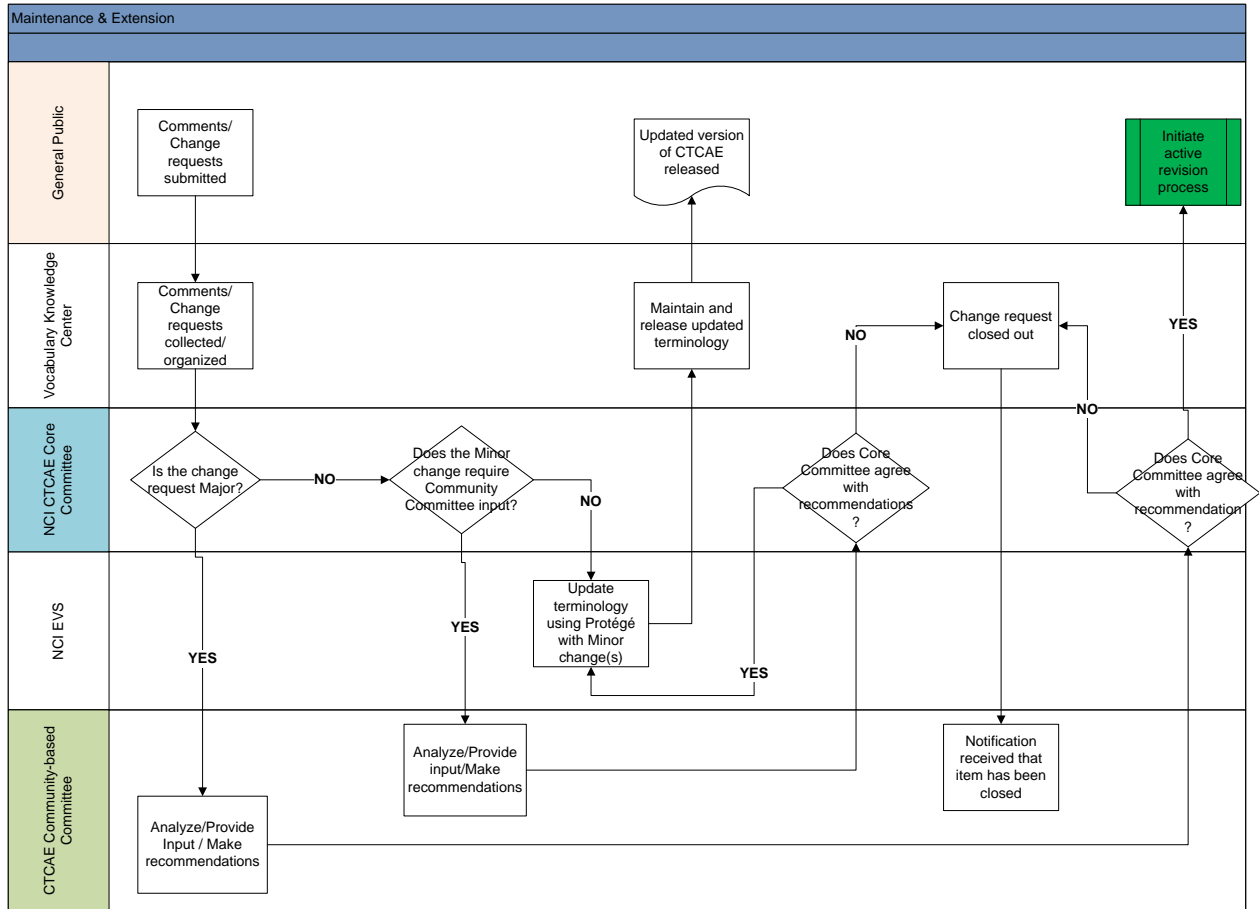 Maintenance & Extension
General Public
Comments/
Change
requests
submitted
Updated version
of CTCAE
released
Initiate
active
revision
process
Vocabulary Knowledge
Center
Comments/
Change
requests
collected/
organized
Maintain and
release updated
terminology
NO
Change request
closed out
YES
NO
NCI CTCAE Core
Committee
Is the change
request Major?
NO
Does the Minor
change require
Community
Committee input?
NO
Does Core
Committee agree
with
recommendations
?
Does Core
Committee agree
with
recommendation
?
NCI EVS
YES
YES
Update
terminology
using Protégé
with Minor
change(s)
YES
CTCAE Community-based
Committee
Analyze/Provide
Input / Make
recommendations
Analyze/Provide
input/Make
recommendations
Notification
received that
item has been
closed